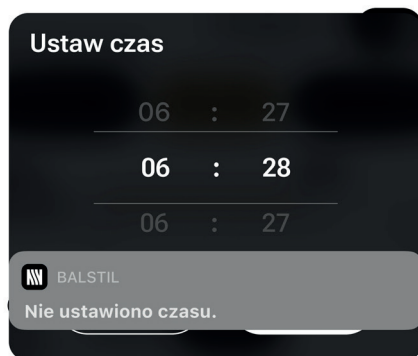 Ustaw czas
06 : 27
06 : 28
06 : 27
BALSTIL
Nie ustawiono czasu.